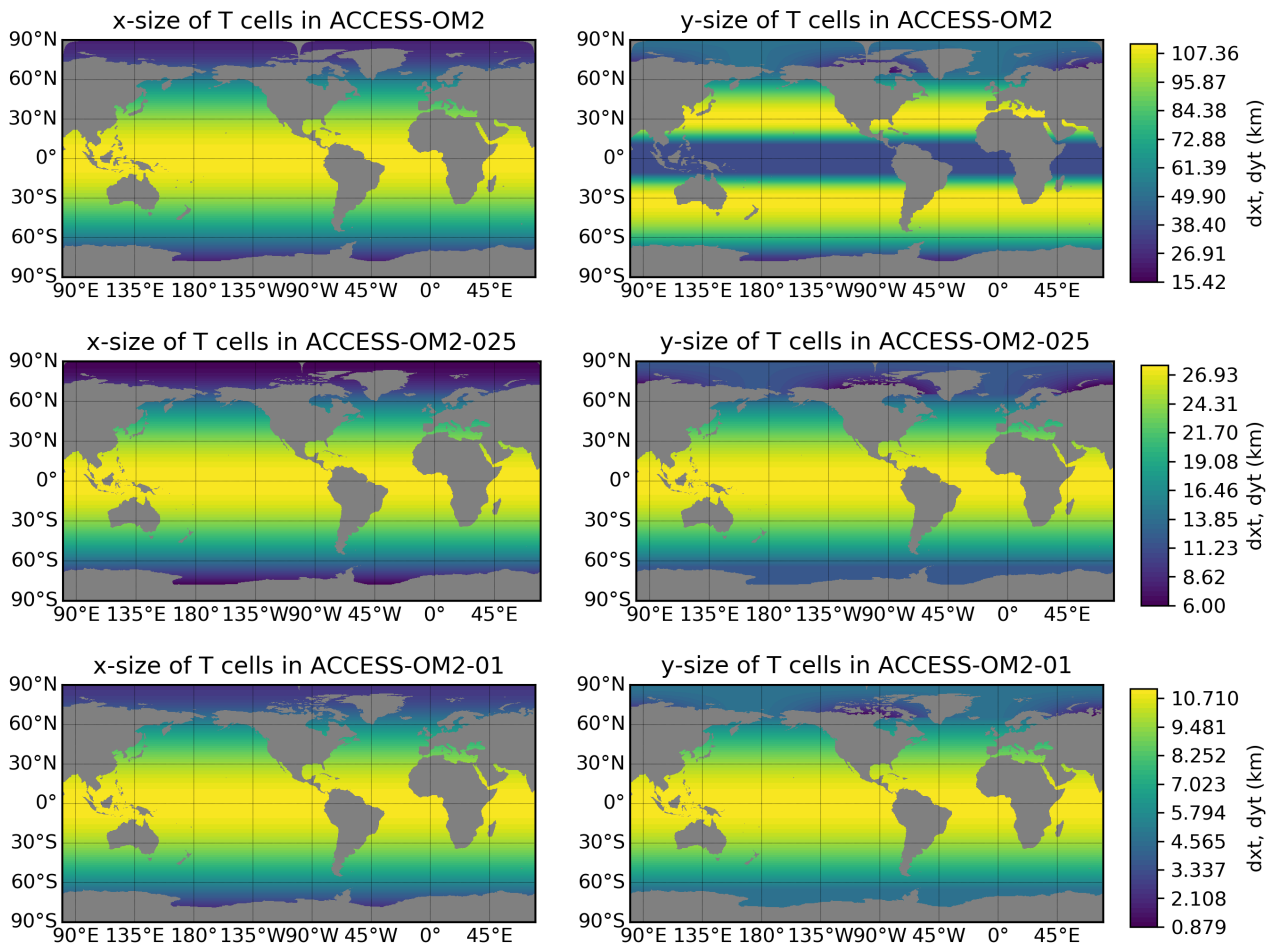 x-size of T cells in ACCESS-OM2
y-size of T cells in ACCESS-OM2
90°N
60°N
30°N
0°
30°S
60°S
90°S
90°E 135°E 180° 135°W 90°W 45°W 0° 45°E
90°N
60°N
30°N
0°
30°S
60°S
90°S
90°E 135°E 180° 135°W 90°W 45°W 0° 45°E
107.36
95.87
84.38
72.88
61.39
49.90
38.40
26.91
15.42
dxt, dyt (km)
x-size of T cells in ACCESS-OM2-025
y-size of T cells in ACCESS-OM2-025
90°N
60°N
30°N
0°
30°S
60°S
90°S
90°E 135°E 180° 135°W 90°W 45°W 0° 45°E
90°N
60°N
30°N
0°
30°S
60°S
90°S
90°E 135°E 180° 135°W 90°W 45°W 0° 45°E
26.93
24.31
21.70
19.08
16.46
13.85
11.23
8.62
6.00
dxt, dyt (km)
x-size of T cells in ACCESS-OM2-01
y-size of T cells in ACCESS-OM2-01
90°N
60°N
30°N
0°
30°S
60°S
90°S
90°E 135°E 180° 135°W 90°W 45°W 0° 45°E
90°N
60°N
30°N
0°
30°S
60°S
90°S
90°E 135°E 180° 135°W 90°W 45°W 0° 45°E
10.710
9.481
8.252
7.023
5.794
4.565
3.337
2.108
0.879
dxt, dyt (km)